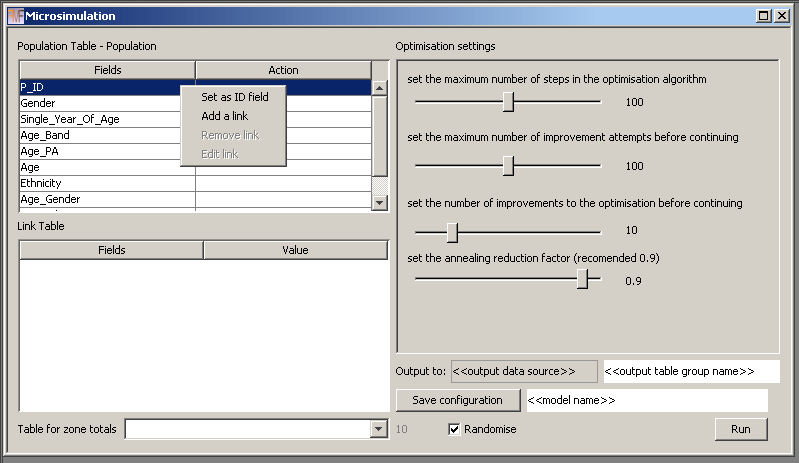 Microsimulation
Population Table - Population
Fields Action
P_ID
Gender
Single_Year_Of_Age
Age_Band
Age_PA
Age
Ethnicity
Age_Gender
Set as ID field
Add a link
Remove link
Edit link
Link Table
Fields Value
Table for zone totals
10
Optimisation settings
set the maximum number of steps in the optimisation algorithm
100
set the maximum number of improvement attempts before continuing
100
set the number of improvements to the optimisation before continuing
10
set the annealing reduction factor (recomended 0.9)
0.9
Output to: <<output data source>> <<output table group name>>
Save configuration <<model name>>
Randomise Run